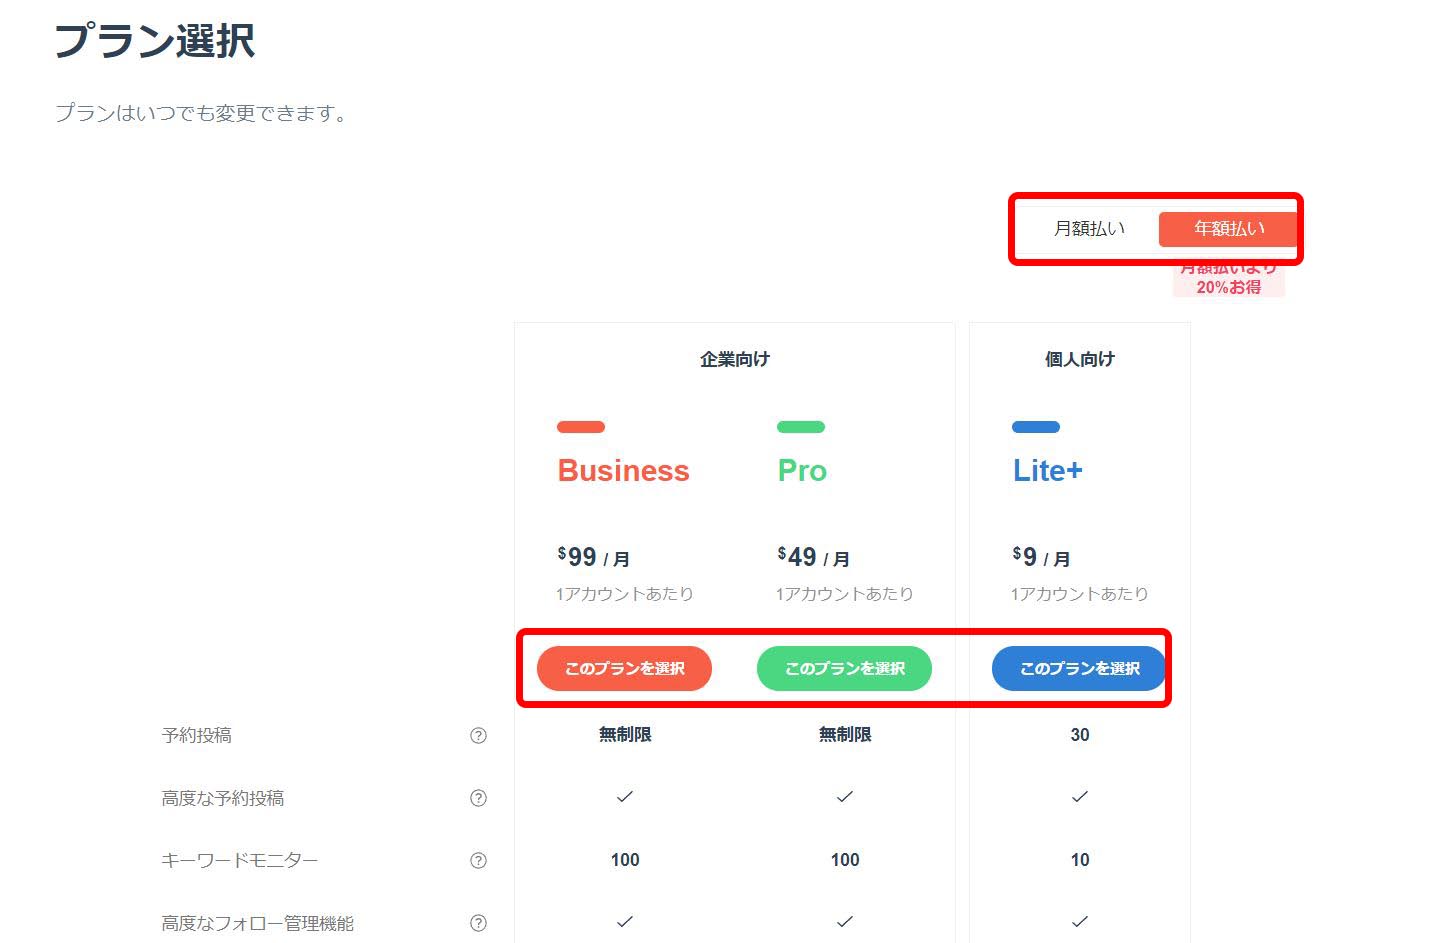 プラン選択
プランはいつでも変更できます。
月額払い 年額払い
月額払いより
20%お得
企業向け 個人向け
Business Pro Lite+
$99 / 月 $49 / 月 $9 / 月
1アカウントあたり 1アカウントあたり 1アカウントあたり
このプランを選択 このプランを選択 このプランを選択
予約投稿 ? 無制限 無制限 30
高度な予約投稿 ? ✓ ✓ ✓
キーワードモニター ? 100 100 10
高度なフォロー管理機能 ? ✓ ✓ ✓